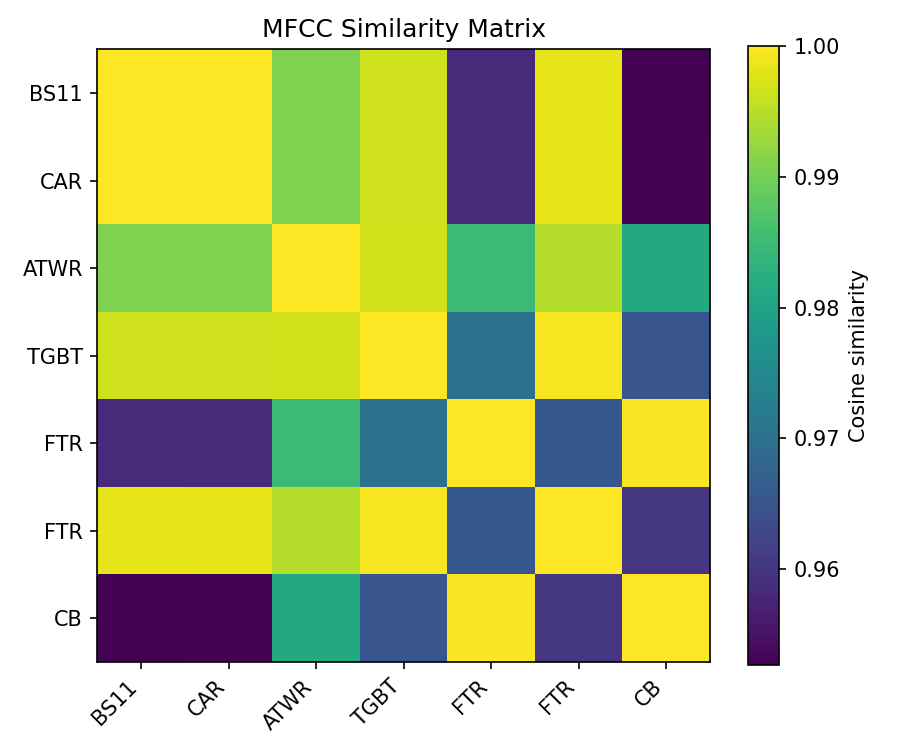 MFCC Similarity Matrix
BS11
CAR
ATWR
TGBT
FTR
FTR
CB
BS11
CAR
ATWR
TGBT
FTR
FTR
CB
1.00
0.99
0.98
0.97
0.96
Cosine similarity